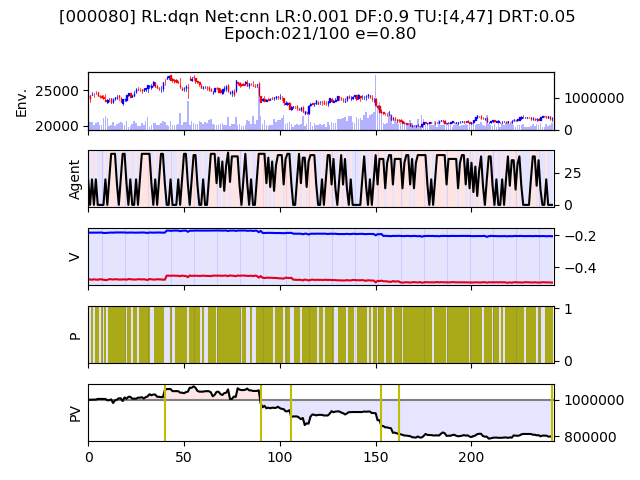 [000080] RL:dqn Net:cnn LR:0.001 DF:0.9 TU:[4,47] DRT:0.05
Epoch:021/100 e=0.80
Env.
25000
20000
1000000
0
Agent
25
0
V
−0.2
−0.4
P
1
0
PV
1000000
800000
0
50
100
150
200